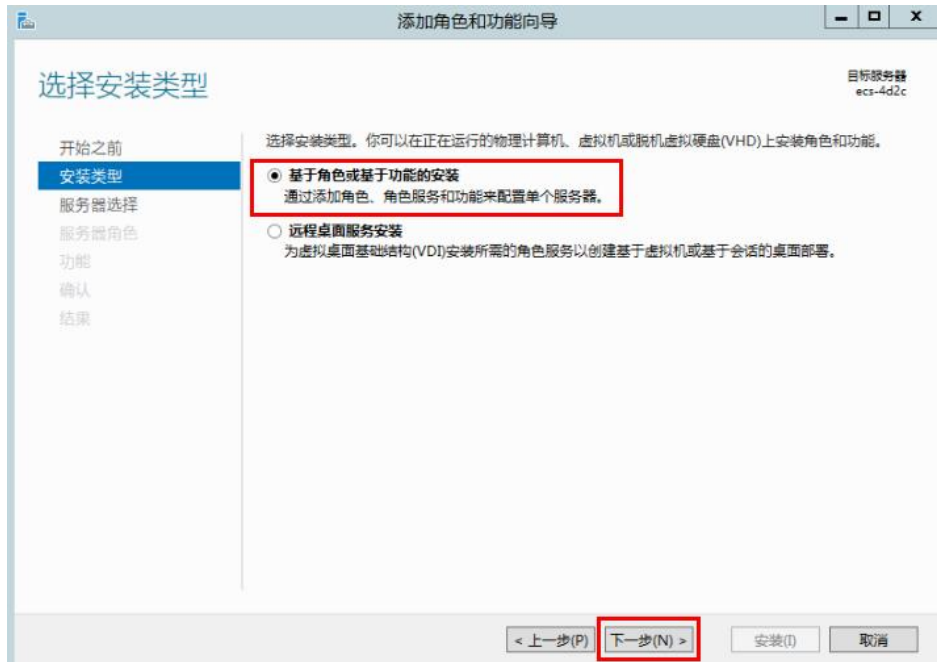 添加角色和功能向导
选择安装类型
目标服务器
ecs-4d2c
开始之前
安装类型
服务器选择
服务器角色
功能
确认
结果
选择安装类型。你可以在正在运行的物理计算机、虚拟机或脱机虚拟硬盘(VHD)上安装角色和功能。
基于角色或基于功能的安装
通过添加角色、角色服务和功能来配置单个服务器。
远程桌面服务安装
为虚拟桌面基础结构(VDI)安装所需的角色服务以创建基于虚拟机或基于会话的桌面部署。
< 上一步(P) 下一步(N) > 安装(I) 取消